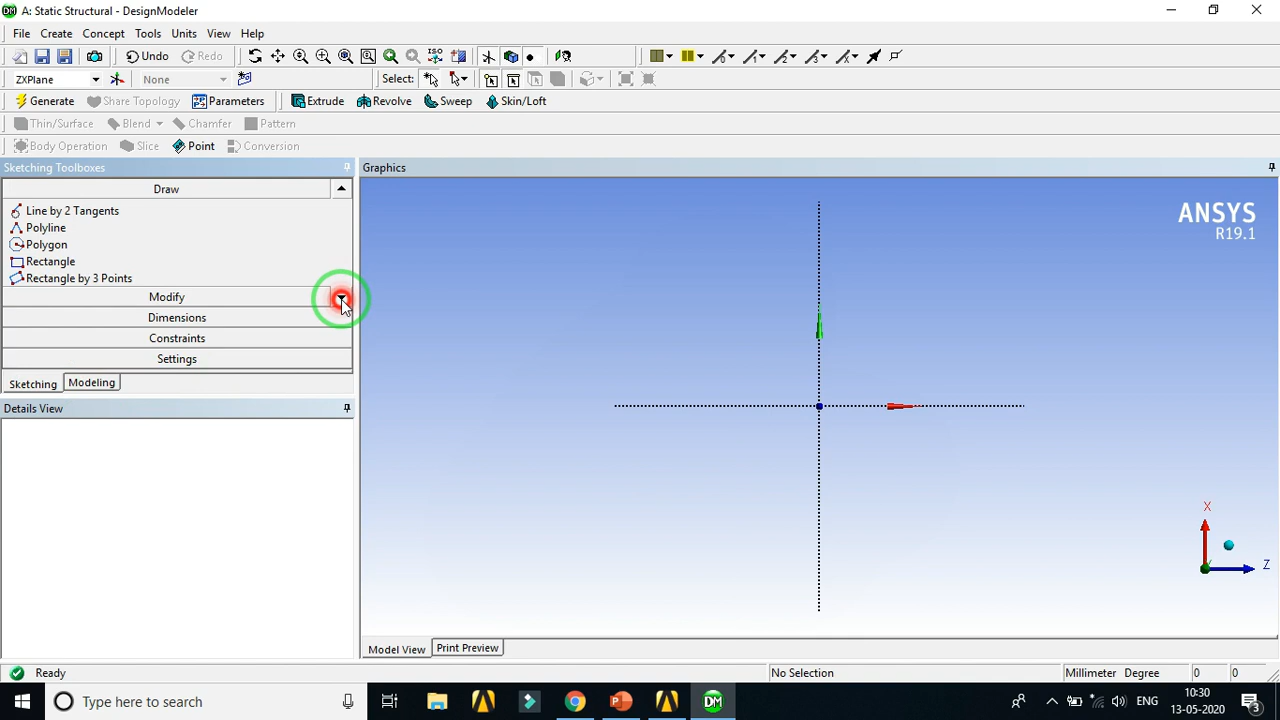 A: Static Structural - DesignModeler
File Create Concept Tools Units View Help
Undo Redo
ZXPlane None Select:
Generate Share Topology Parameters Extrude Revolve Sweep Skin/Loft
Thin/Surface Blend Chamfer Pattern
Body Operation Slice Point Conversion
Sketching Toolboxes
Draw
Line by 2 Tangents
Polyline
Polygon
Rectangle
Rectangle by 3 Points
Modify
Dimensions
Constraints
Settings
Sketching Modeling
Details View
Graphics
ANSYS
R19.1
X
Z
Model View Print Preview
Ready No Selection Millimeter Degree 0 0
Type here to search
ENG
10:30
13-05-2020
3